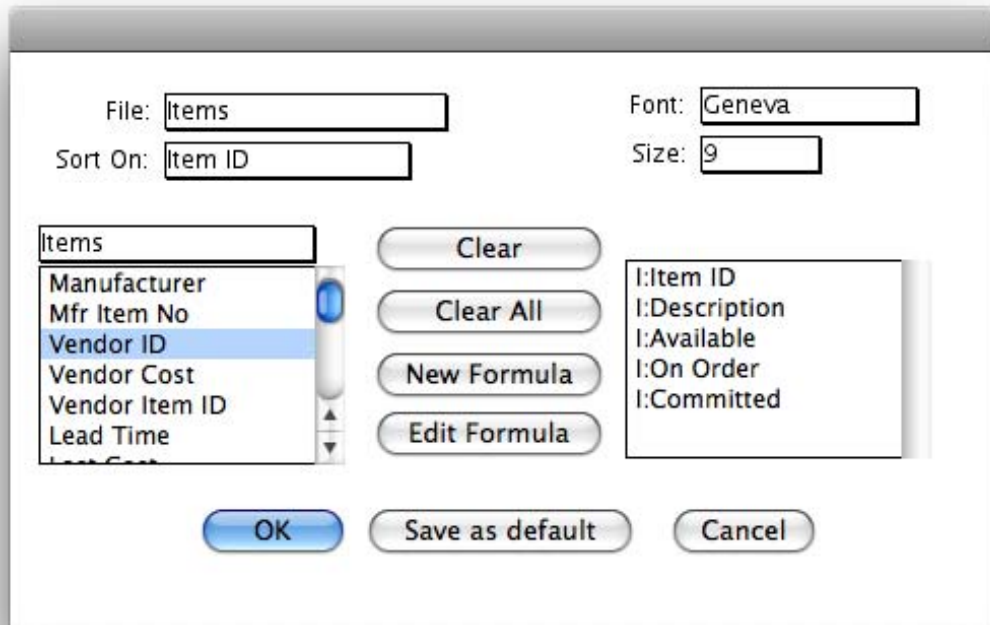 File: Items
Font: Geneva
Sort On: Item ID
Size: 9
Items
Manufacturer
Mfr Item No
Vendor ID
Vendor Cost
Vendor Item ID
Lead Time
Clear
Clear All
New Formula
Edit Formula
I:Item ID
I:Description
I:Available
I:On Order
I:Committed
OK
Save as default
Cancel